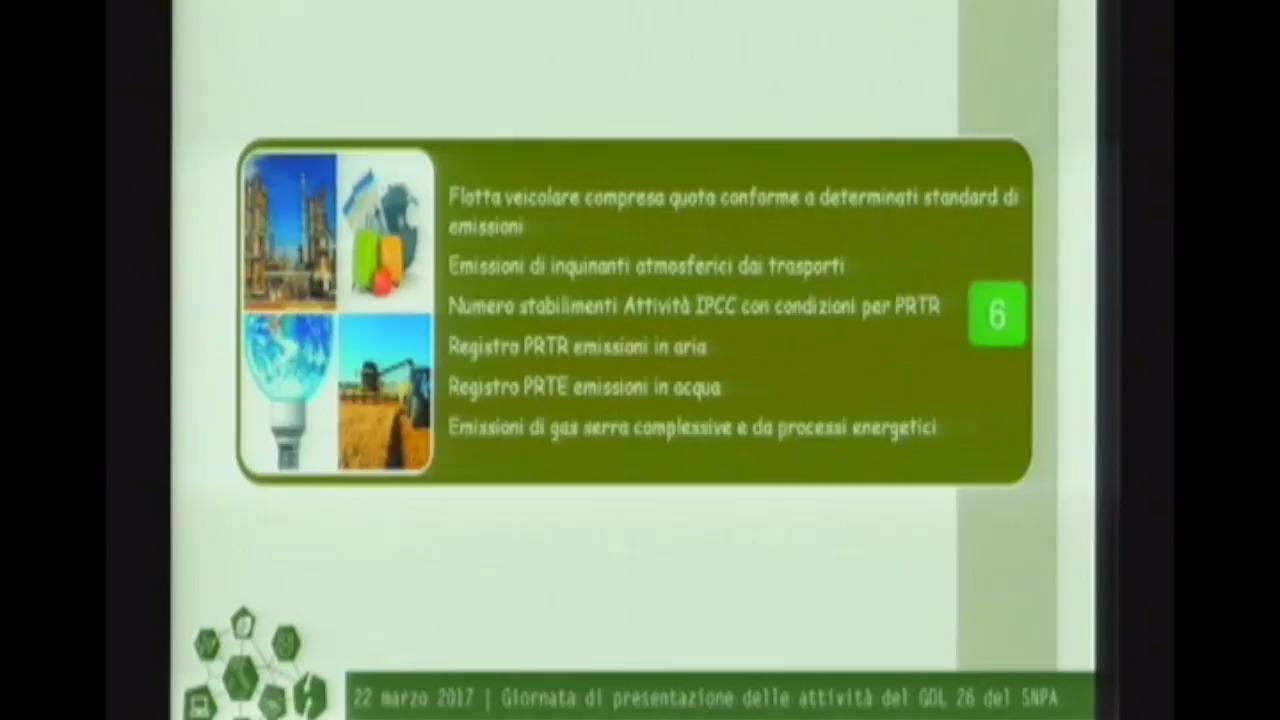 Flotta veicolare compresa quota conforme a determinati standard di
emissioni
Emissioni di inquinanti atmosferici dai trasporti
Numero stabilimenti Attività IPCC con condizioni per PRTR
6
Registro PRTR emissioni in aria
Registro PRTE emissioni in acqua
Emissioni di gas serra complessive e da processi energetici
22 marzo 2017 | Giornata di presentazione delle attività del GDL 26 del SNPA